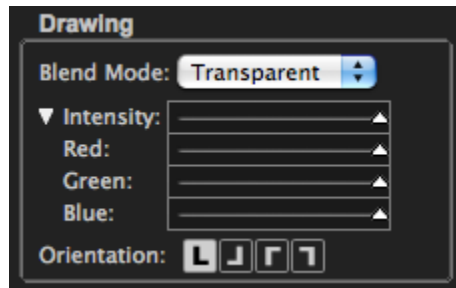 Drawing
Blend Mode: Transparent
Intensity:
Red:
Green:
Blue:
Orientation: